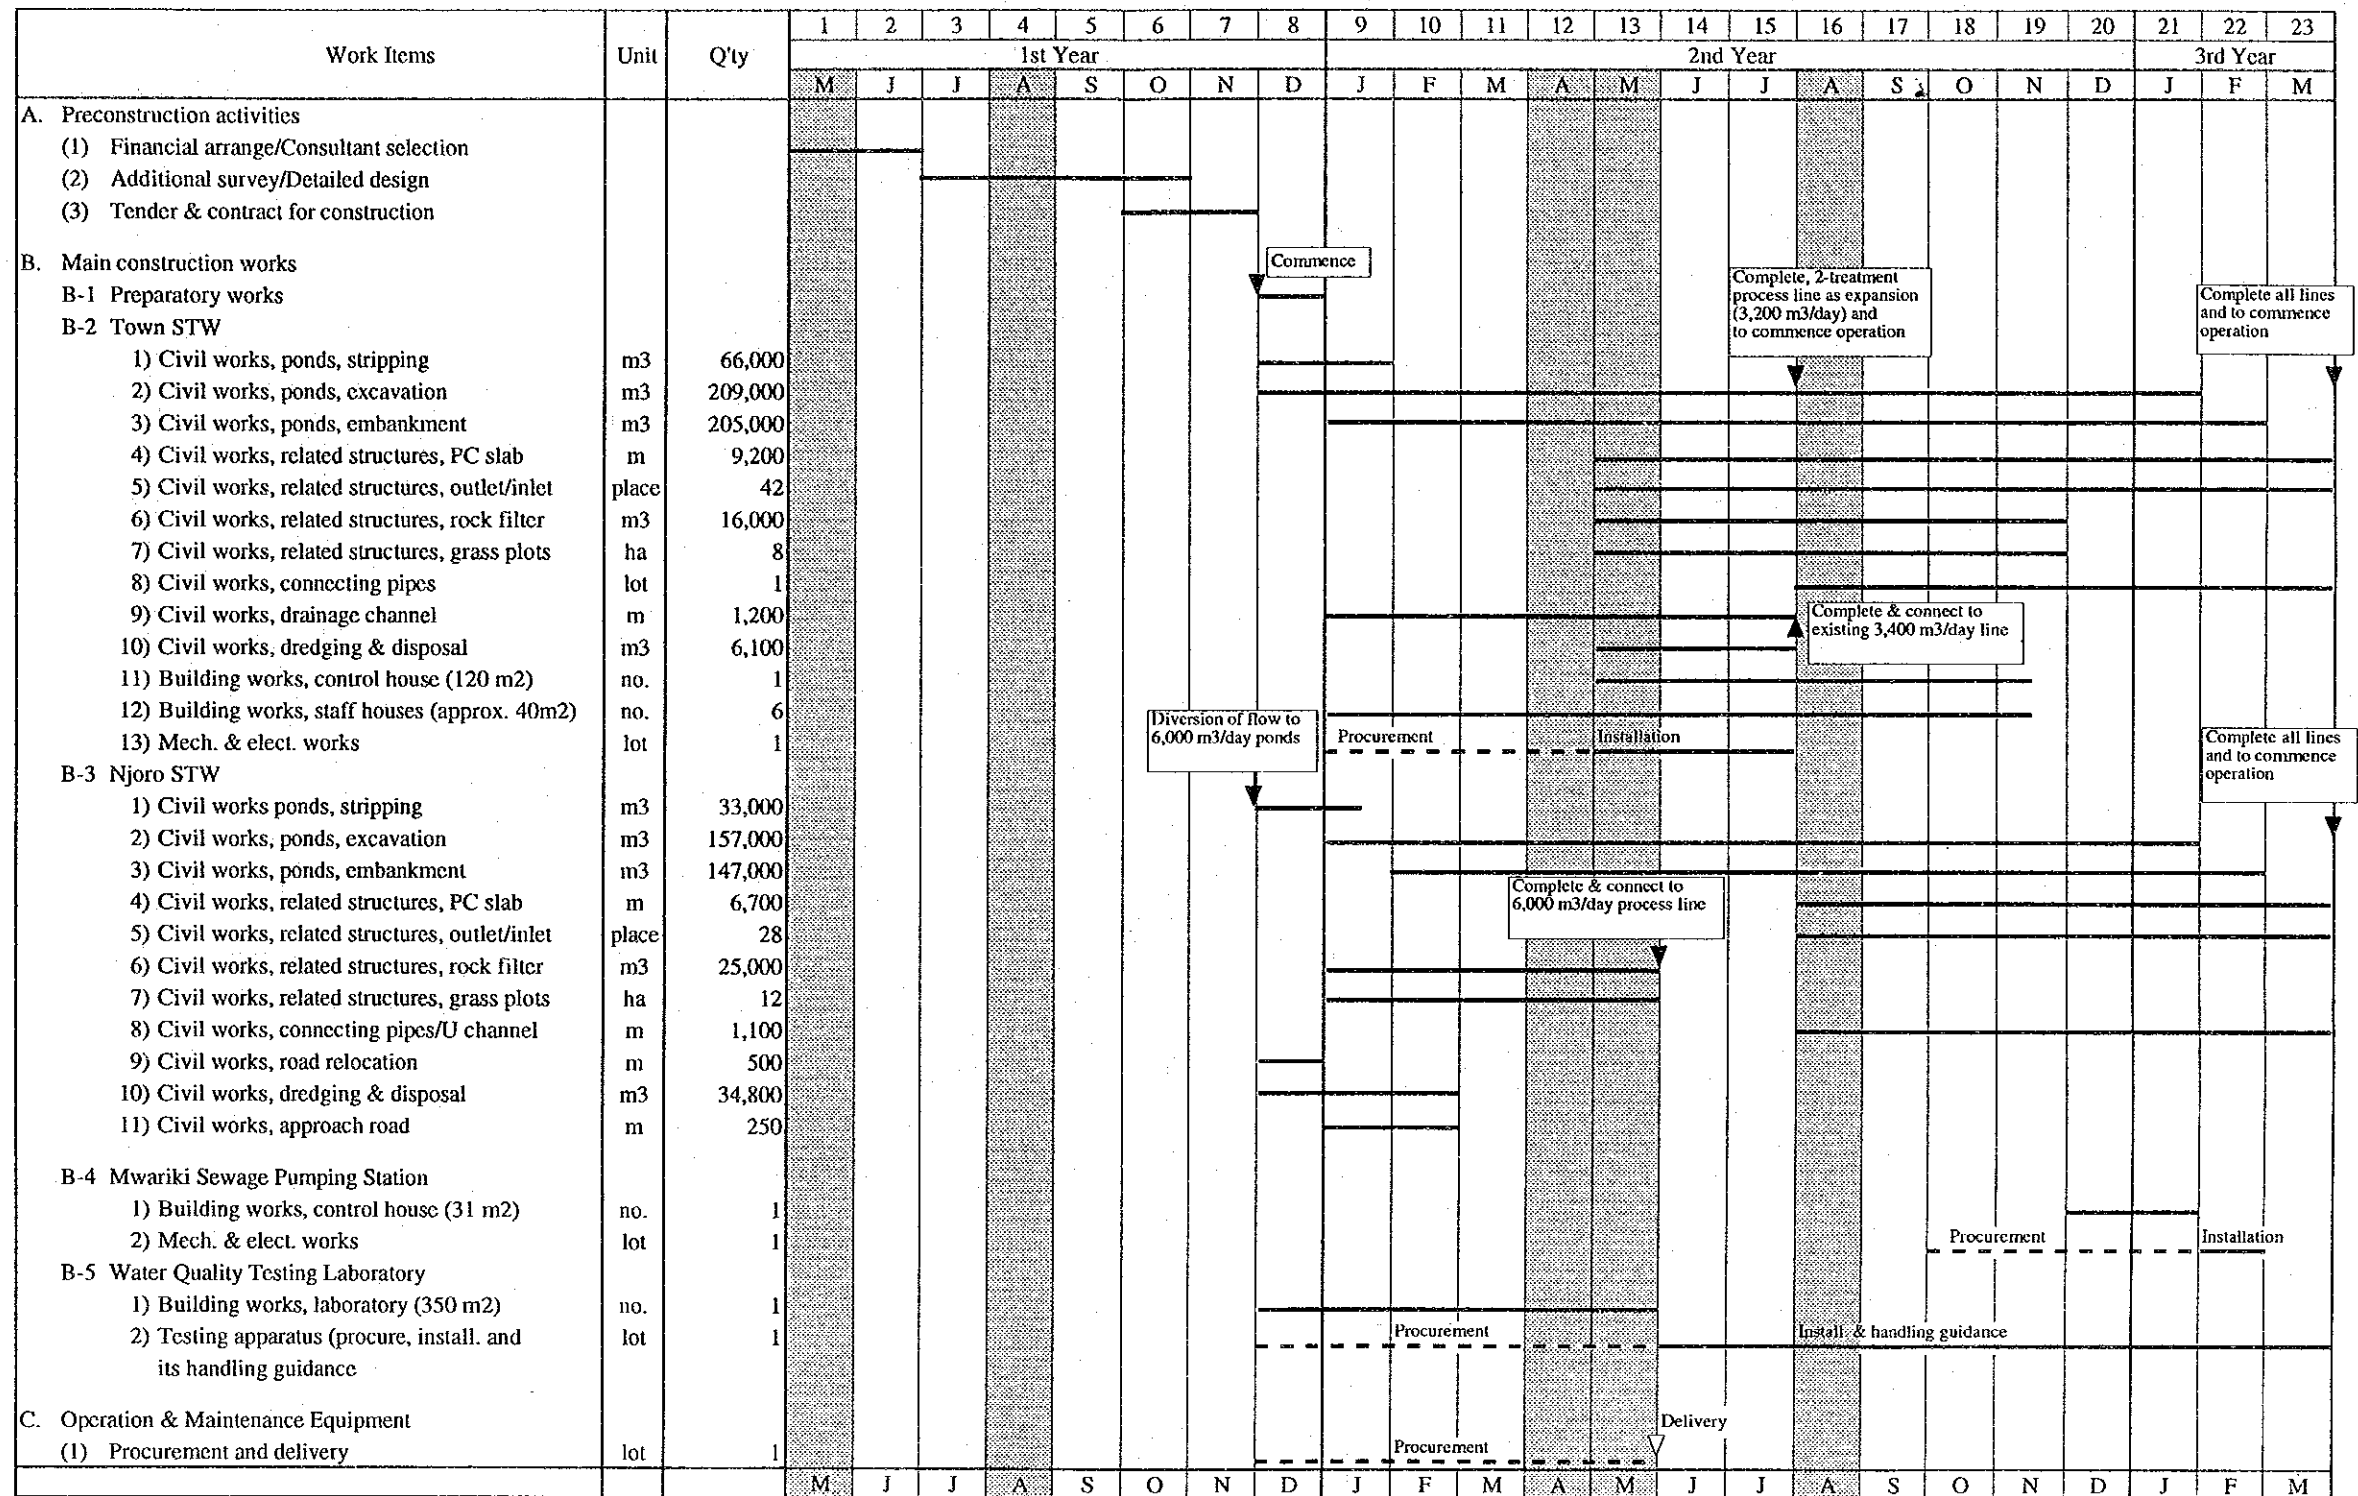 Work Items Unit Q'ty 1 2 3 4 5 6 7 8 9 10 11 12 13 14 15 16 17 18 19 20 21 22 23
1st Year 2nd Year 3rd Year
M J J A S O N D J F M A M J J A S O N D J F M
A. Preconstruction activities
(1) Financial arrange/Consultant selection
(2) Additional survey/Detailed design
(3) Tender & contract for construction
B. Main construction works
Commence
B-1 Preparatory works
Complete, 2-treatment
process line as expansion
(3,200 m3/day) and
to commence operation
Complete all lines
and to commence
operation
B-2 Town STW
1) Civil works, ponds, stripping m3 66,000
2) Civil works, ponds, excavation m3 209,000
3) Civil works, ponds, embankment m3 205,000
4) Civil works, related structures, PC slab m 9,200
5) Civil works, related structures, outlet/inlet place 42
6) Civil works, related structures, rock filter m3 16,000
7) Civil works, related structures, grass plots ha 8
8) Civil works, connecting pipes lot 1
9) Civil works, drainage channel m 1,200
Complete & connect to
existing 3,400 m3/day line
10) Civil works, dredging & disposal m3 6,100
11) Building works, control house (120 m2) no. 1
12) Building works, staff houses (approx. 40m2) no. 6
Diversion of flow to
6,000 m3/day ponds
13) Mech. & elect. works lot 1 Procurement Installation
Complete all lines
and to commence
operation
B-3 Njoro STW
1) Civil works ponds, stripping m3 33,000
2) Civil works, ponds, excavation m3 157,000
3) Civil works, ponds, embankment m3 147,000
Complete & connect to
6,000 m3/day process line
4) Civil works, related structures, PC slab m 6,700
5) Civil works, related structures, outlet/inlet place 28
6) Civil works, related structures, rock filter m3 25,000
7) Civil works, related structures, grass plots ha 12
8) Civil works, connecting pipes/U channel m 1,100
9) Civil works, road relocation m 500
10) Civil works, dredging & disposal m3 34,800
11) Civil works, approach road m 250
B-4 Mwariki Sewage Pumping Station
1) Building works, control house (31 m2) no. 1
2) Mech. & elect. works lot 1 Procurement Installation
B-5 Water Quality Testing Laboratory
1) Building works, laboratory (350 m2) no. 1
2) Testing apparatus (procure, install. and lot 1 Procurement Install. & handling guidance
its handling guidance
C. Operation & Maintenance Equipment
Delivery
(1) Procurement and delivery lot 1 Procurement
M J J A S O N D J F M A M J J A S O N D J F M